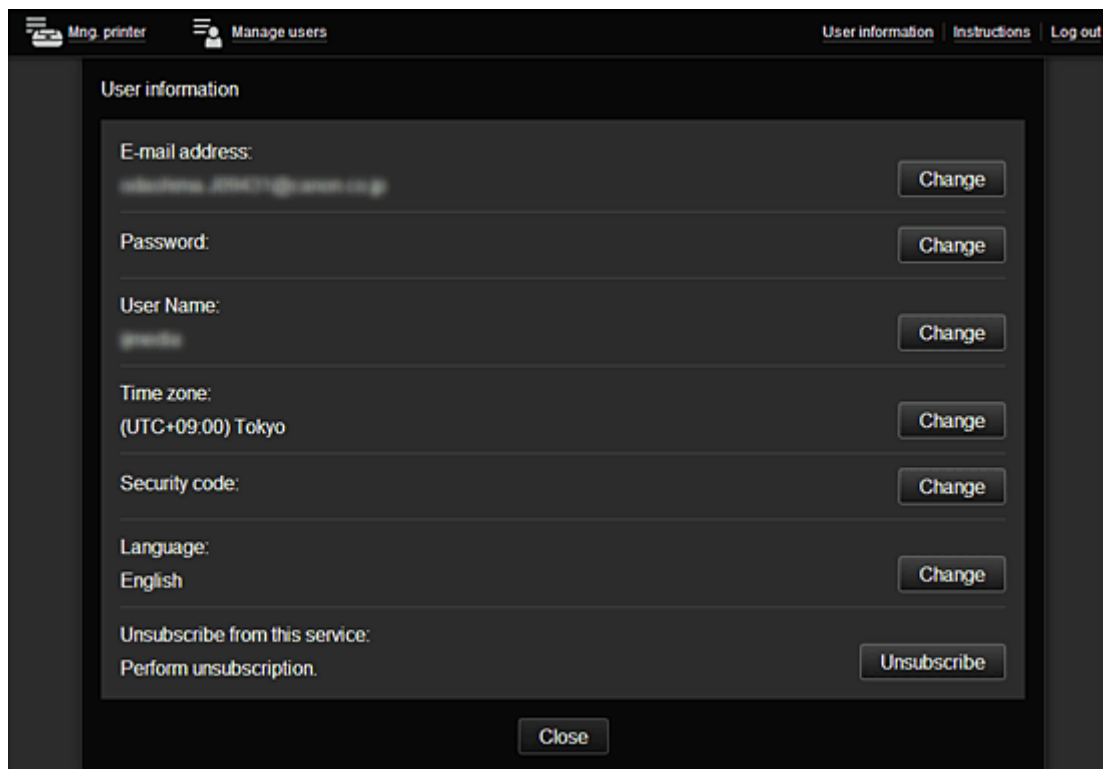 Mng. printer Manage users User information Instructions Log out
User information
E-mail address:
Change
Password:
Change
User Name:
Change
Time zone:
(UTC+09:00) Tokyo
Change
Security code:
Change
Language:
English
Change
Unsubscribe from this service:
Perform unsubscription.
Unsubscribe
Close